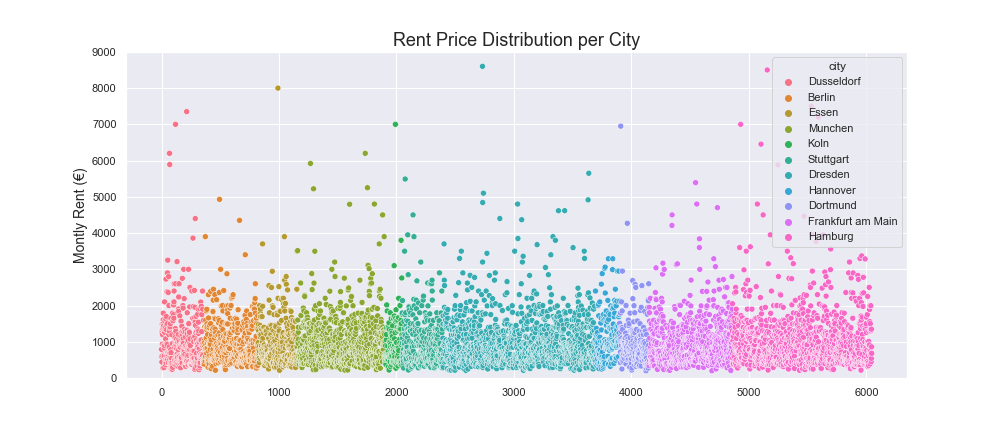 Rent Price Distribution per City
Montly Rent (€)
9000
8000
7000
6000
5000
4000
3000
2000
1000
0
city
Dusseldorf
Berlin
Essen
Munchen
Koln
Stuttgart
Dresden
Hannover
Dortmund
Frankfurt am Main
Hamburg
0 1000 2000 3000 4000 5000 6000